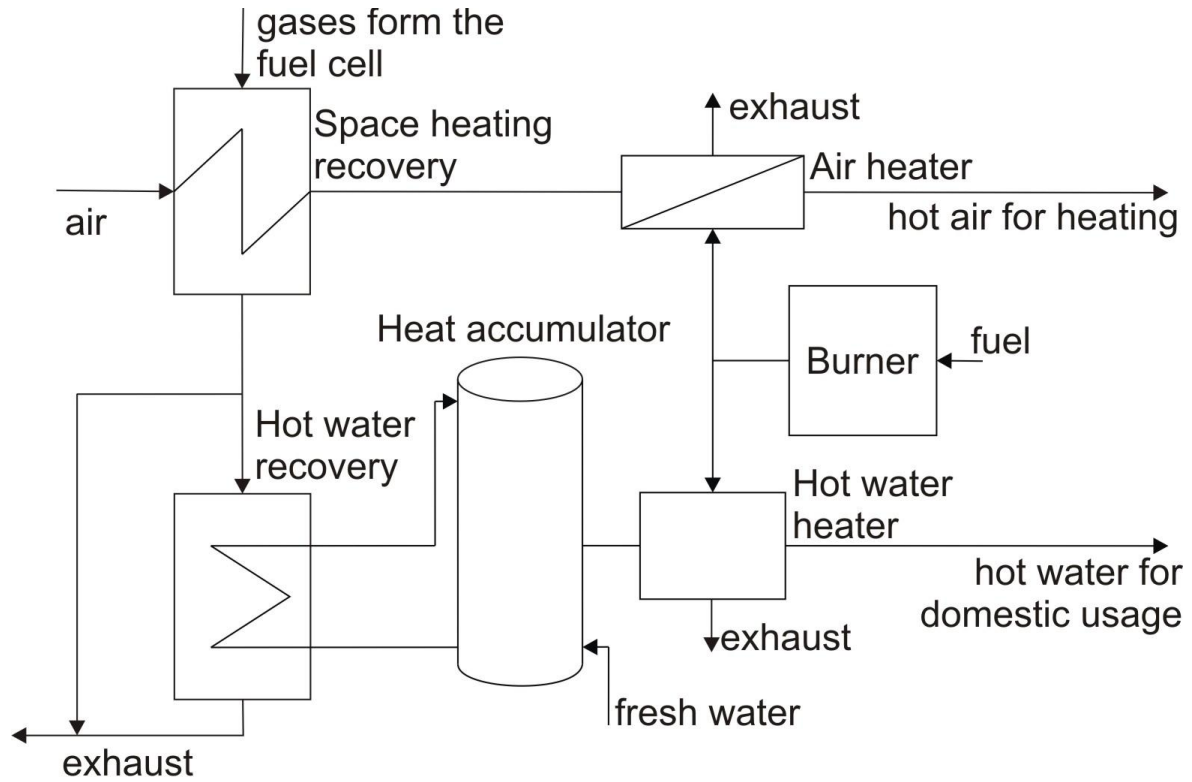 gases form the
fuel cell
Space heating
recovery
air
exhaust
Air heater
hot air for heating
Heat accumulator
Burner
fuel
Hot water
recovery
Hot water
heater
hot water for
domestic usage
exhaust
fresh water
exhaust